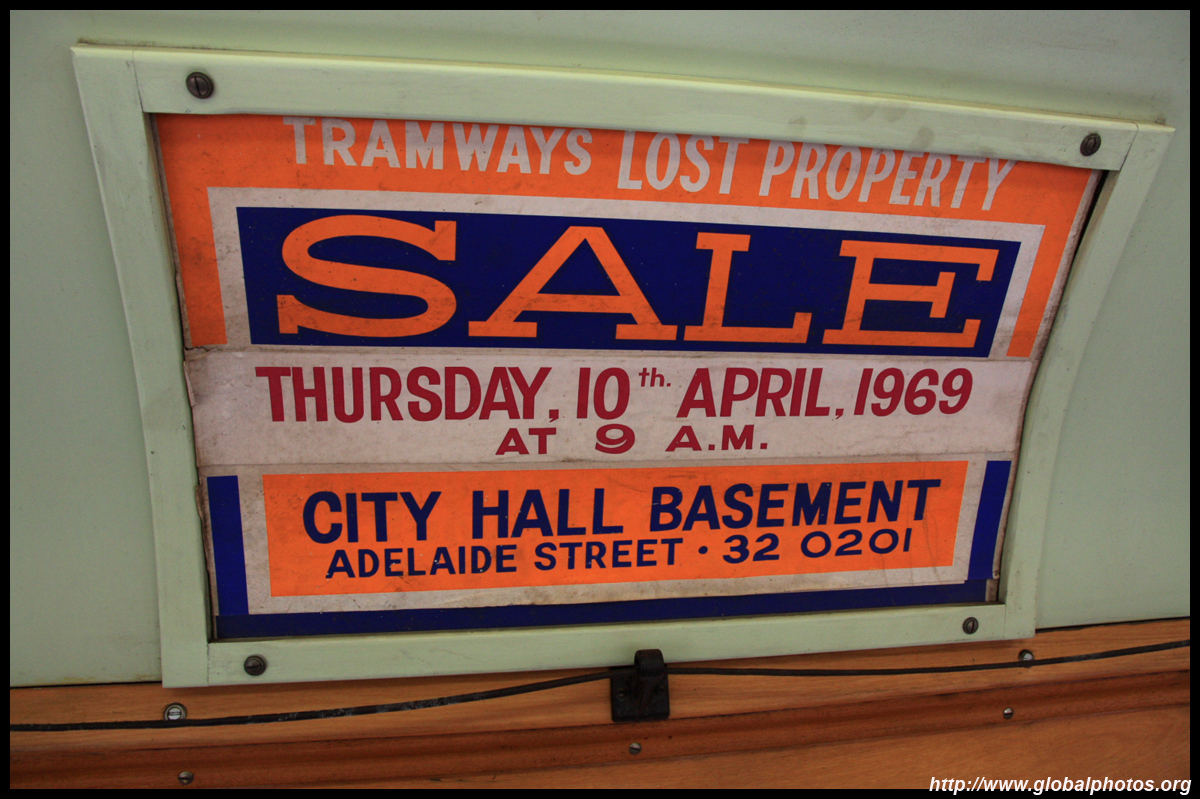 TRAMWAYS LOST PROPERTY
SALE
THURSDAY, 10th. APRIL, 1969
AT 9 A.M.
CITY HALL BASEMENT
ADELAIDE STREET · 32 0201
http://www.globalphotos.org